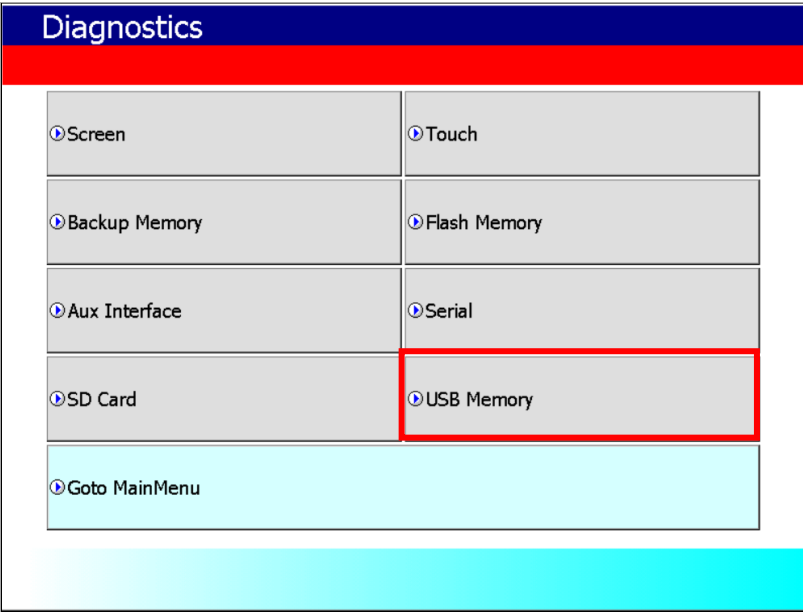 Diagnostics
Screen
Touch
Backup Memory
Flash Memory
Aux Interface
Serial
SD Card
USB Memory
Goto MainMenu